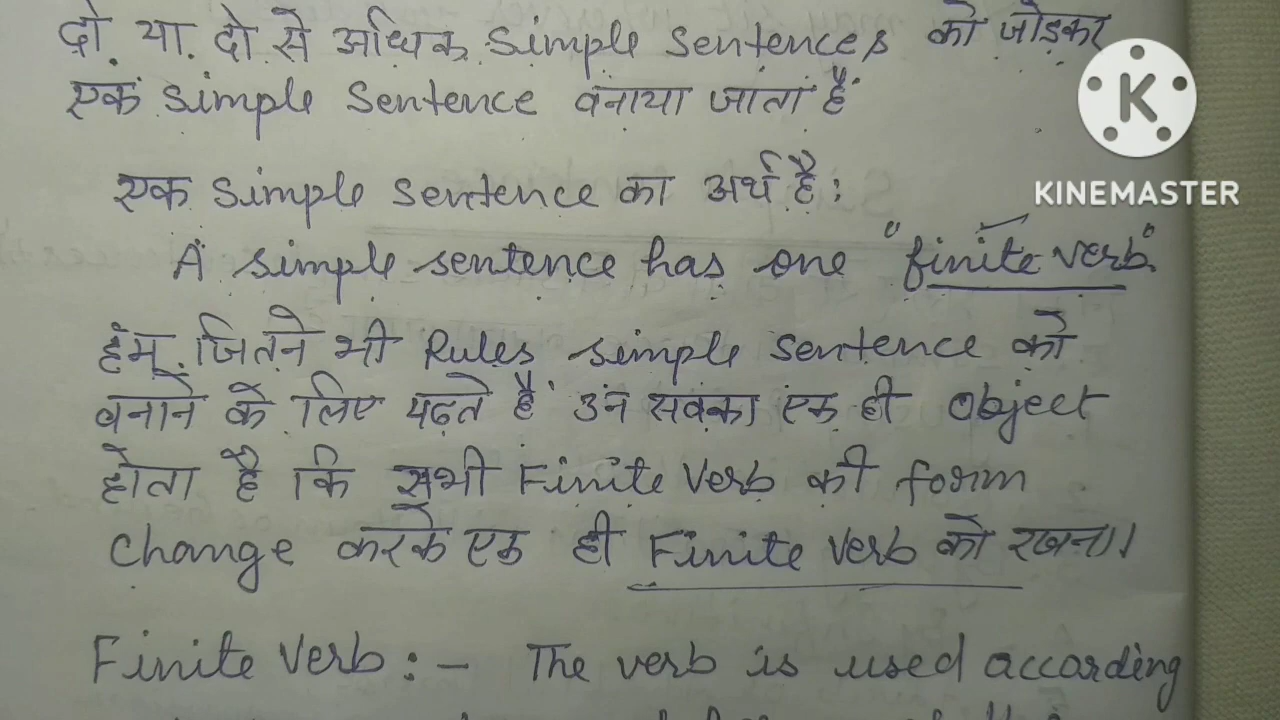 दो या दो से अधिक simple sentences को जोड़कर
एक simple sentence बनाया जाता है
K
KINEMASTER
एक simple sentence का अर्थ है :
A simple sentence has one "finite verb"
हम जितने भी Rules simple sentence को
बनाने के लिए पढ़ते हैं उन सबका एक ही object
होता है कि सभी Finite Verb की form
change करके एक ही Finite Verb को रखना।
Finite Verb : - The verb is used according